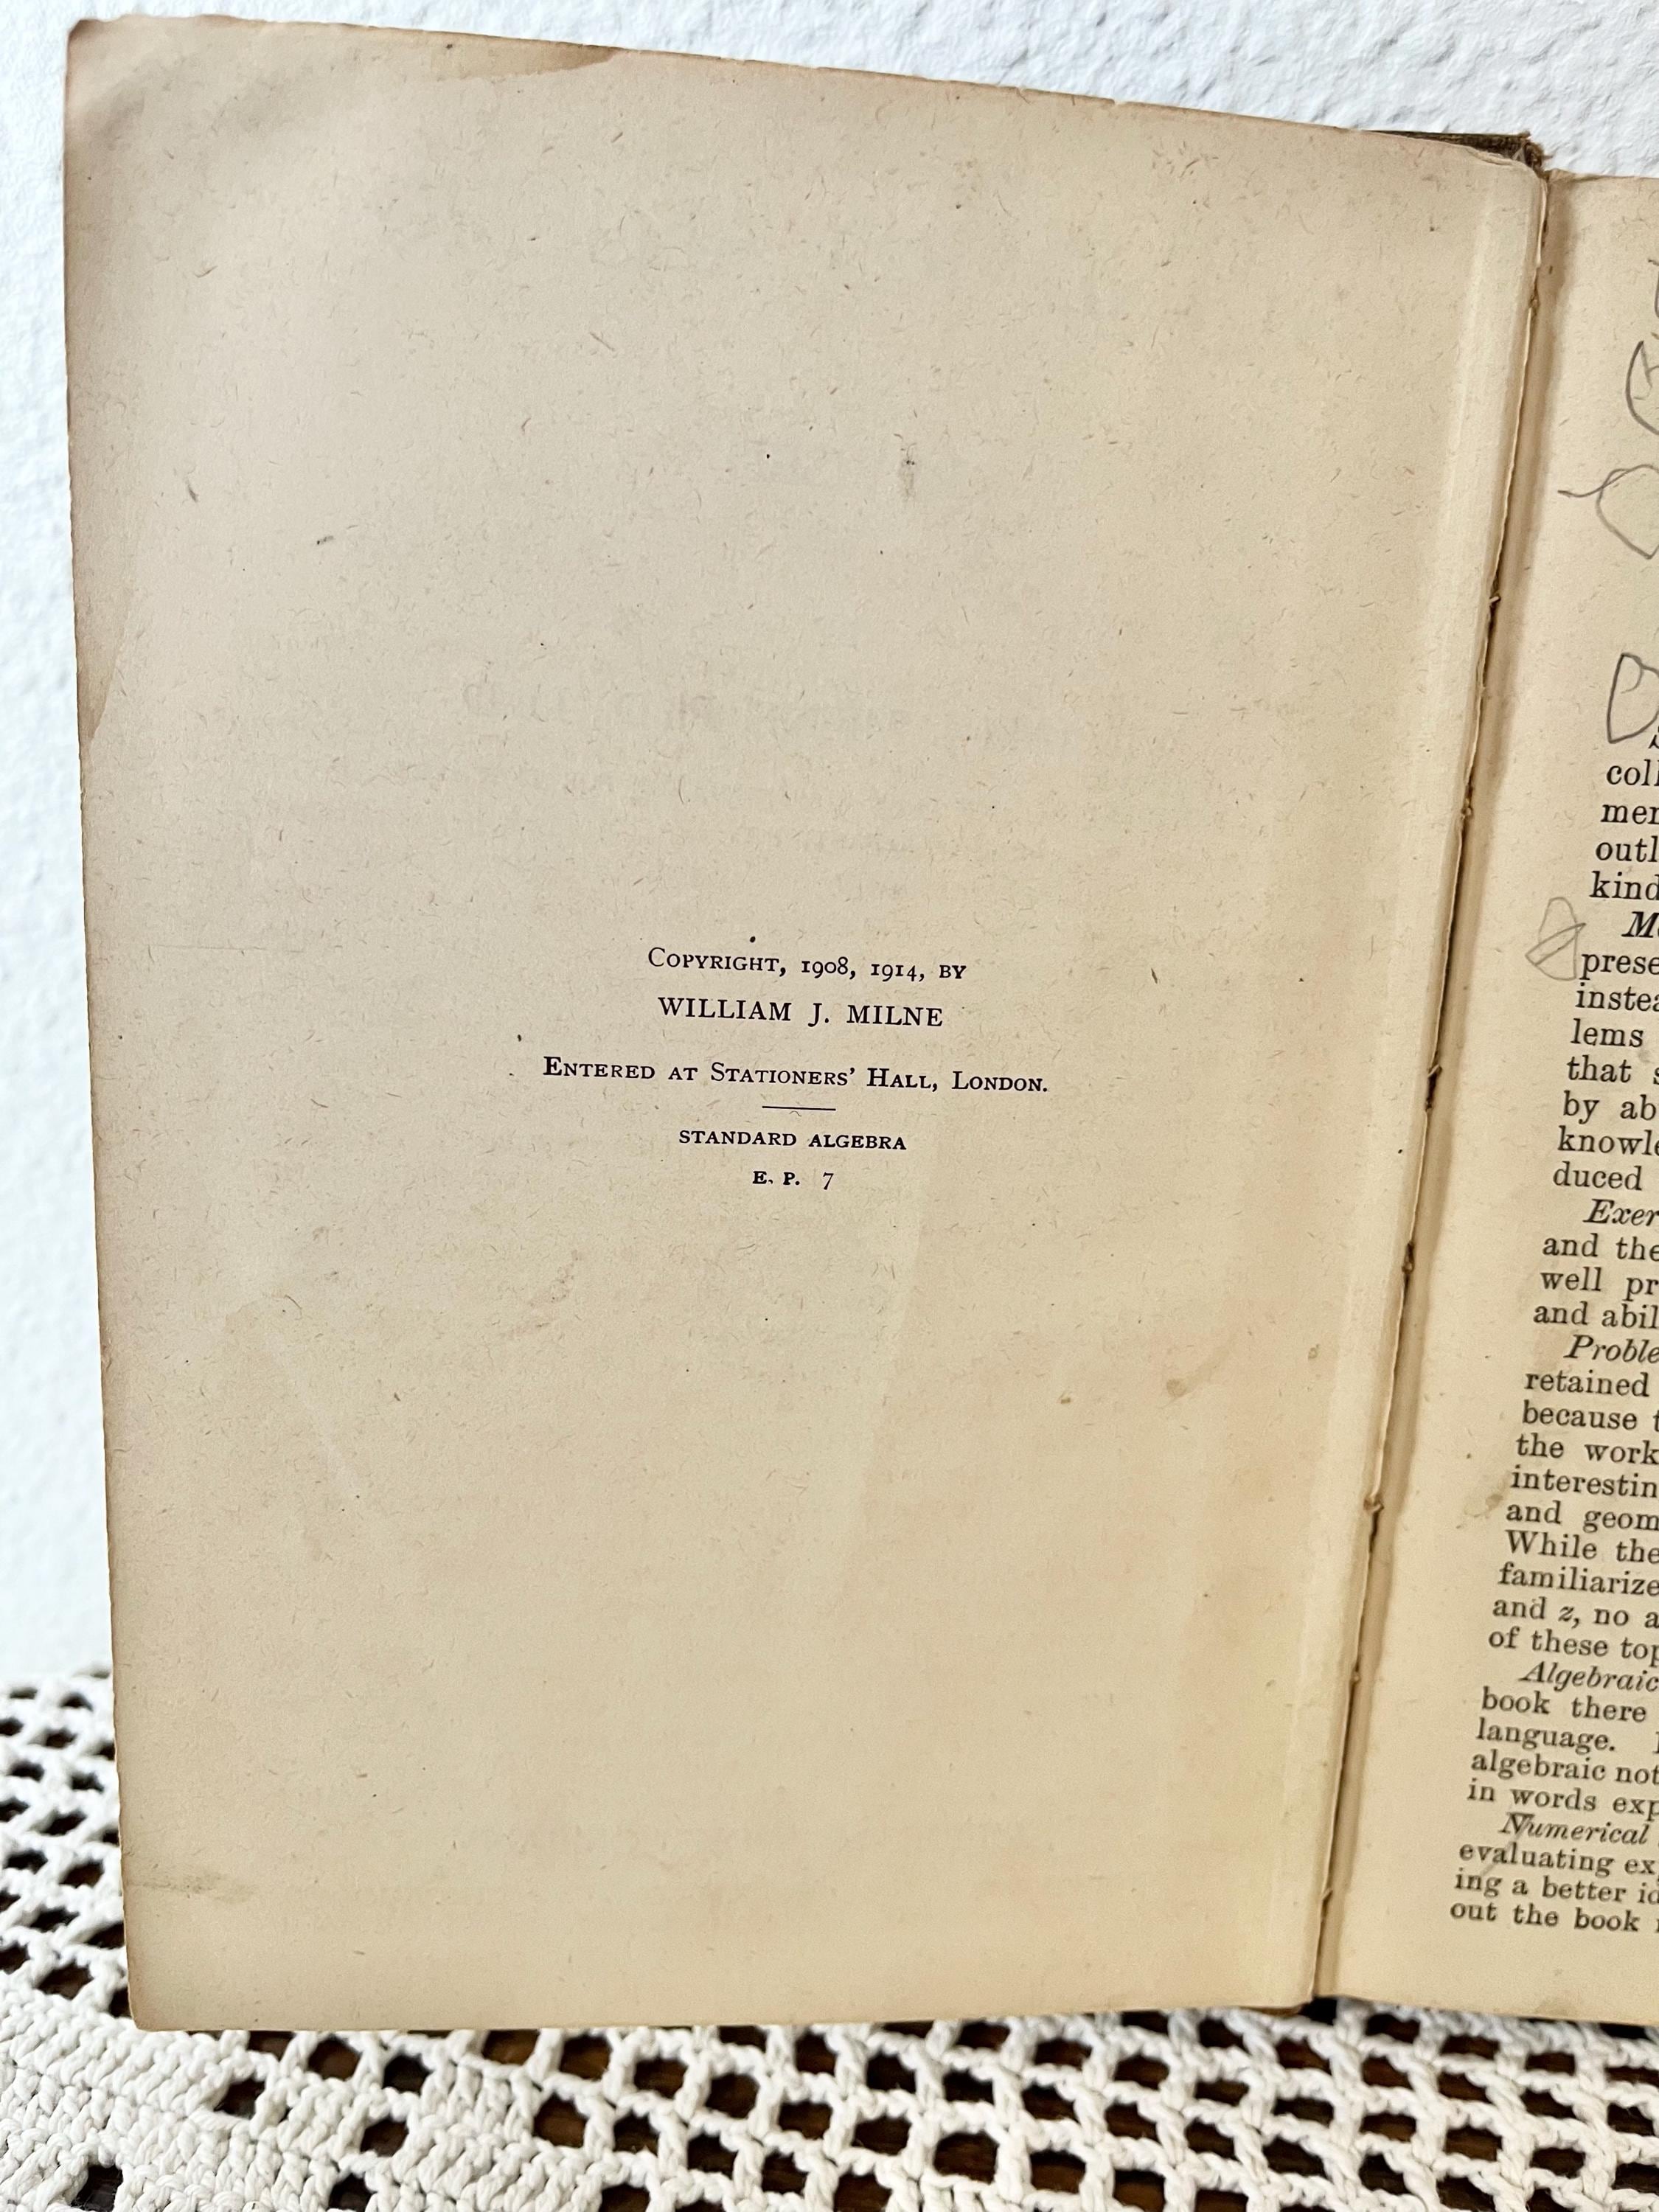 COPYRIGHT, 1908, 1914, BY
WILLIAM J. MILNE
ENTERED AT STATIONERS' HALL, LONDON.
STANDARD ALGEBRA
E. P. 7
coll
mer
outl
kind
Mo
prese
instea
lems
that s
by ab
knowle
duced
Exer
and the
well pr
and abil
Proble
retained
because t
the work
interestin
and geom
While the
familiarize
and z, no a
of these top
Algebraic
book there
language.
algebraic not
in words exp
Numerical
evaluating ex
ing a better id
out the book